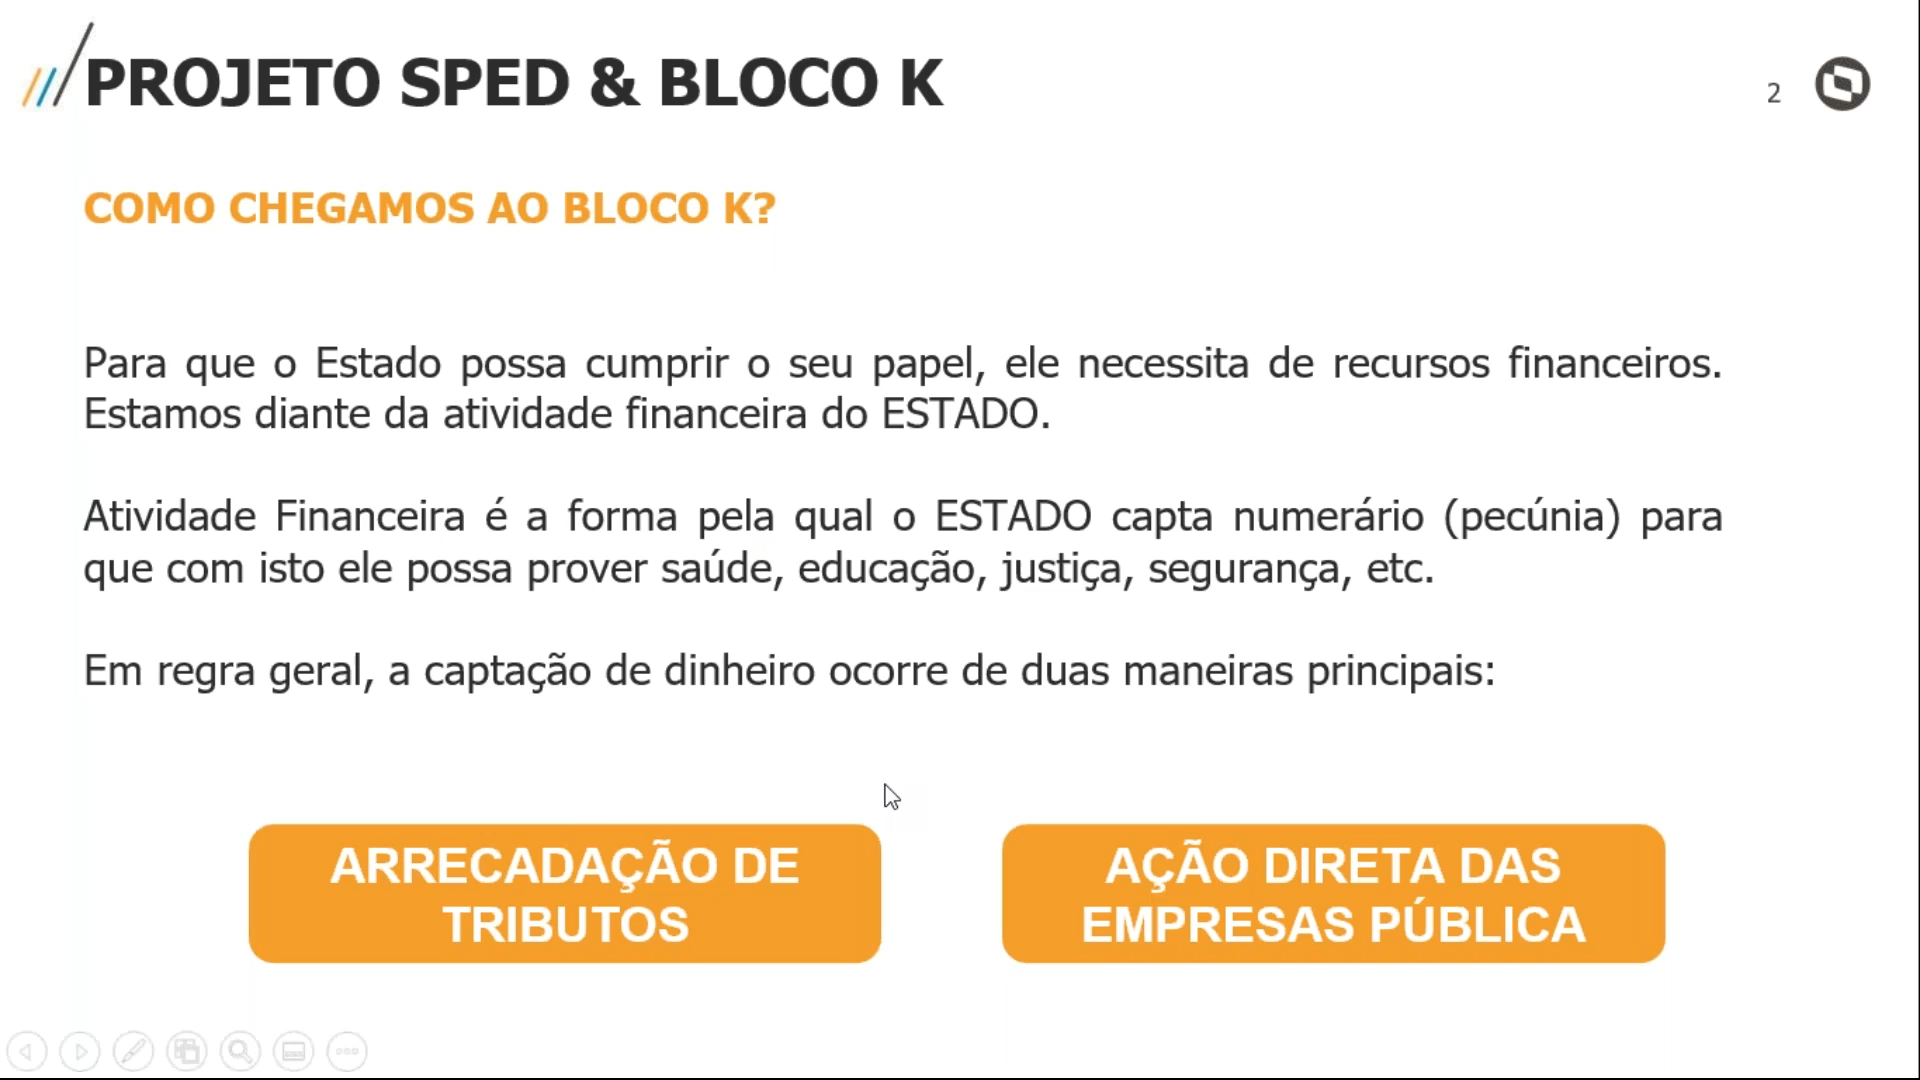 PROJETO SPED & BLOCO K
2
COMO CHEGAMOS AO BLOCO K?
Para que o Estado possa cumprir o seu papel, ele necessita de recursos financeiros.
Estamos diante da atividade financeira do ESTADO.
Atividade Financeira é a forma pela qual o ESTADO capta numerário (pecúnia) para
que com isto ele possa prover saúde, educação, justiça, segurança, etc.
Em regra geral, a captação de dinheiro ocorre de duas maneiras principais:
ARRECADAÇÃO DE
TRIBUTOS
AÇÃO DIRETA DAS
EMPRESAS PÚBLICA